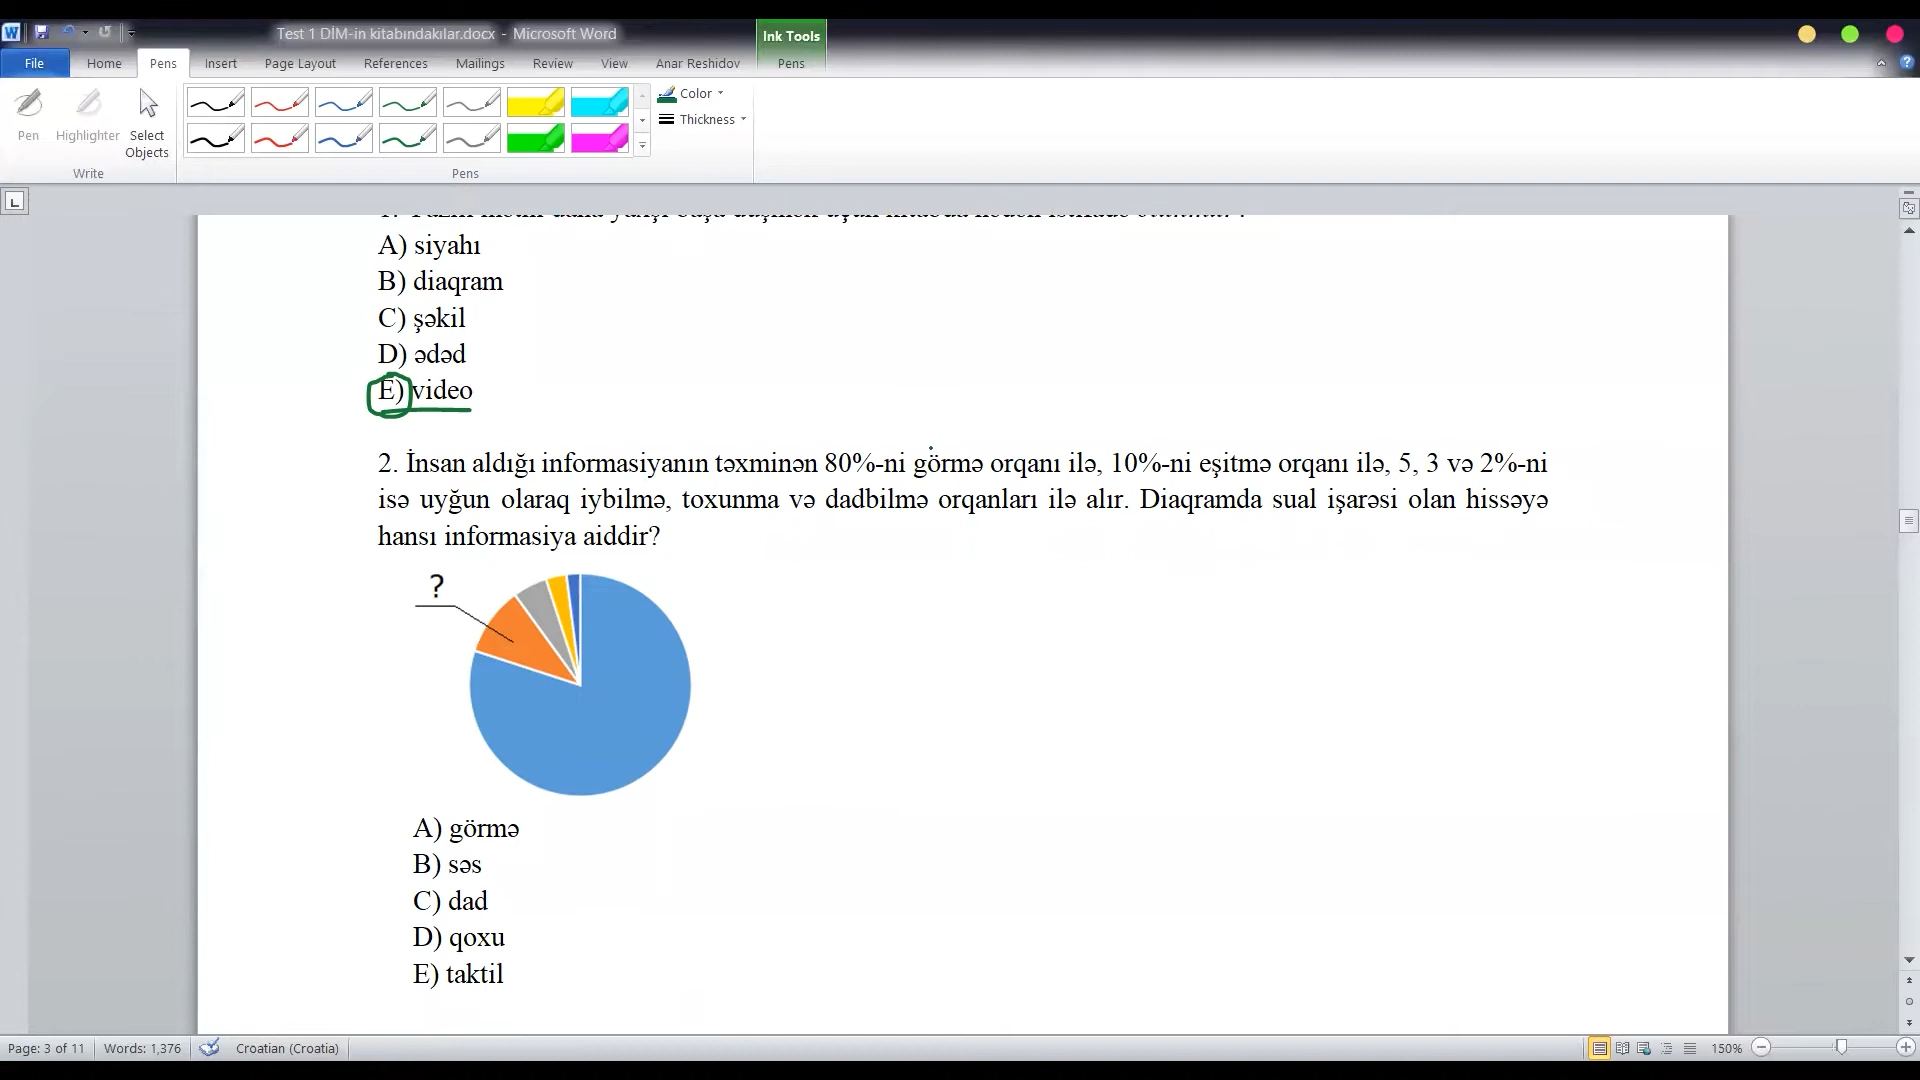 Test 1 DİM-in kitabındakılar.docx - Microsoft Word
Ink Tools
File Home Pens Insert Page Layout References Mailings Review View Anar Reshidov Pens
Pen Highlighter Select Objects
Color
Thickness
Write Pens
A) siyahı
B) diaqram
C) şəkil
D) ədəd
E) video
2. İnsan aldığı informasiyanın təxminən 80%-ni görmə orqanı ilə, 10%-ni eşitmə orqanı ilə, 5, 3 və 2%-ni
isə uyğun olaraq iybilmə, toxunma və dadbilmə orqanları ilə alır. Diaqramda sual işarəsi olan hissəyə
hansı informasiya aiddir?
?
A) görmə
B) səs
C) dad
D) qoxu
E) taktil
Page: 3 of 11 Words: 1,376 Croatian (Croatia) 150%